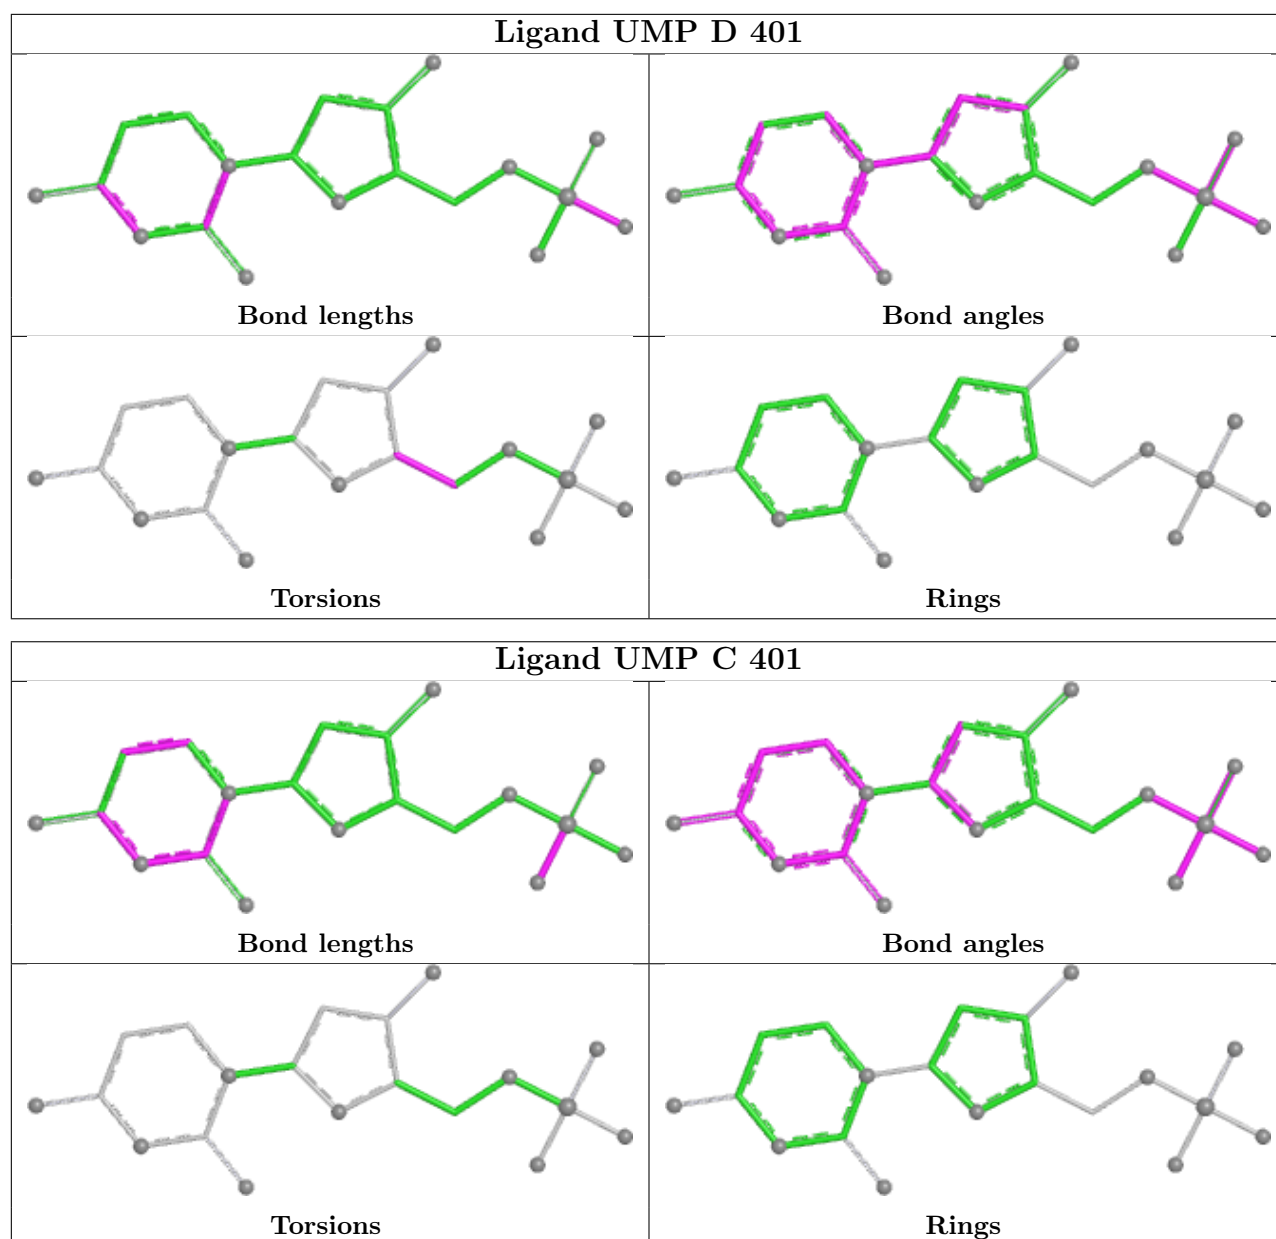 Ligand UMP D 401
Bond lengths
Bond angles
Torsions
Rings
Ligand UMP C 401
Bond lengths
Bond angles
Torsions
Rings